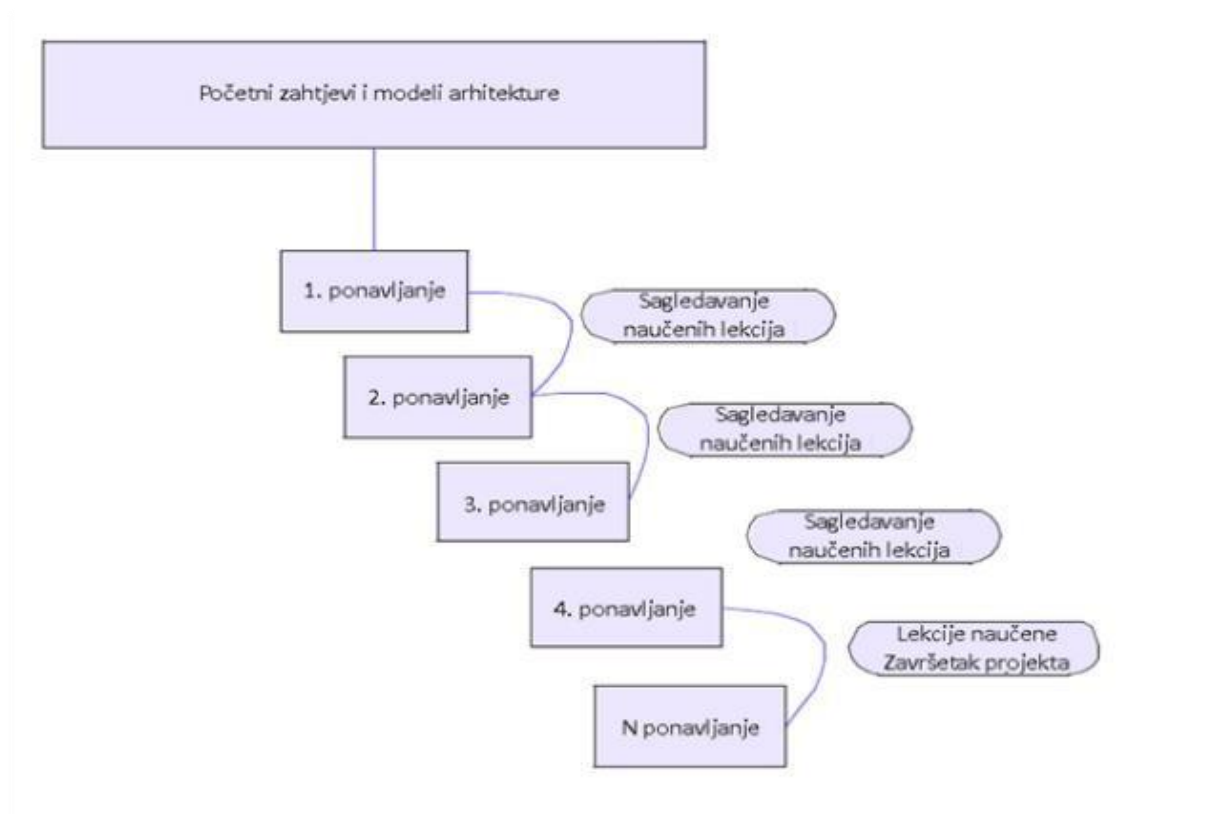 Početni zahtjevi i modeli arhitekture
1. ponavljanje
Sagledavanje
naučenih lekcija
2. ponavljanje
Sagledavanje
naučenih lekcija
3. ponavljanje
Sagledavanje
naučenih lekcija
4. ponavljanje
Lekcije naučene
Završetak projekta
N ponavljanje